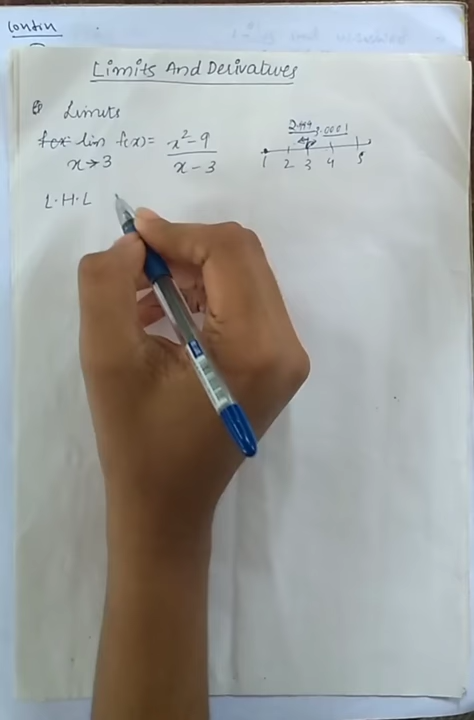 Contin
Limits And Derivatives
Limits
lim f(x) = x²-9
x→3 x-3
2.999 3.0001
1 2 3 4 5
L.H.L